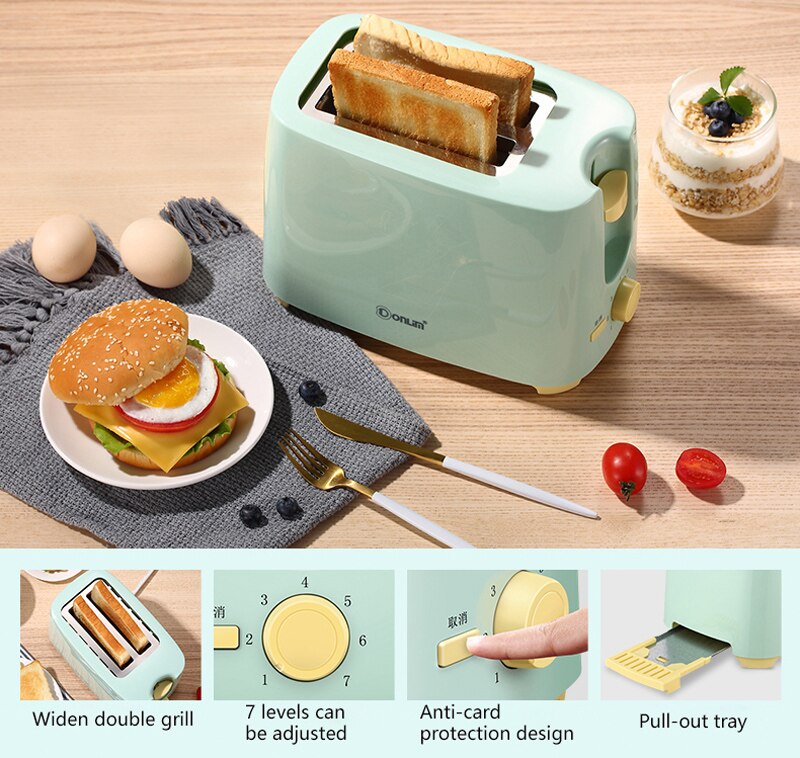 DONLIM
4
3
5
消
2
6
1
7
3
取消
2
1
Widen double grill
7 levels can
be adjusted
Anti-card
protection design
Pull-out tray